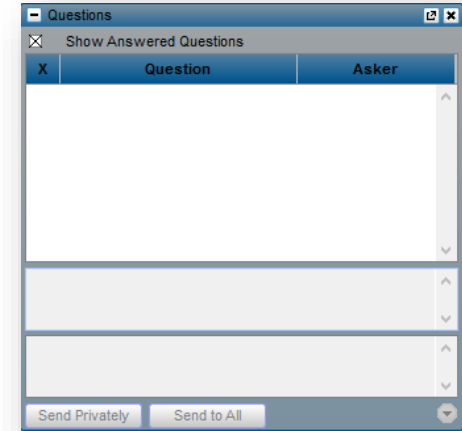 Questions
Show Answered Questions
X Question Asker
Send Privately Send to All